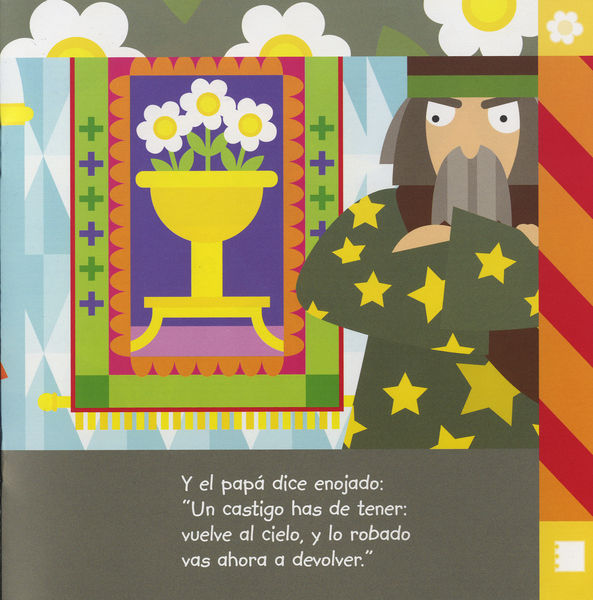 Y el papá dice enojado:
“Un castigo has de tener:
vuelve al cielo, y lo robado
vas ahora a devolver.”